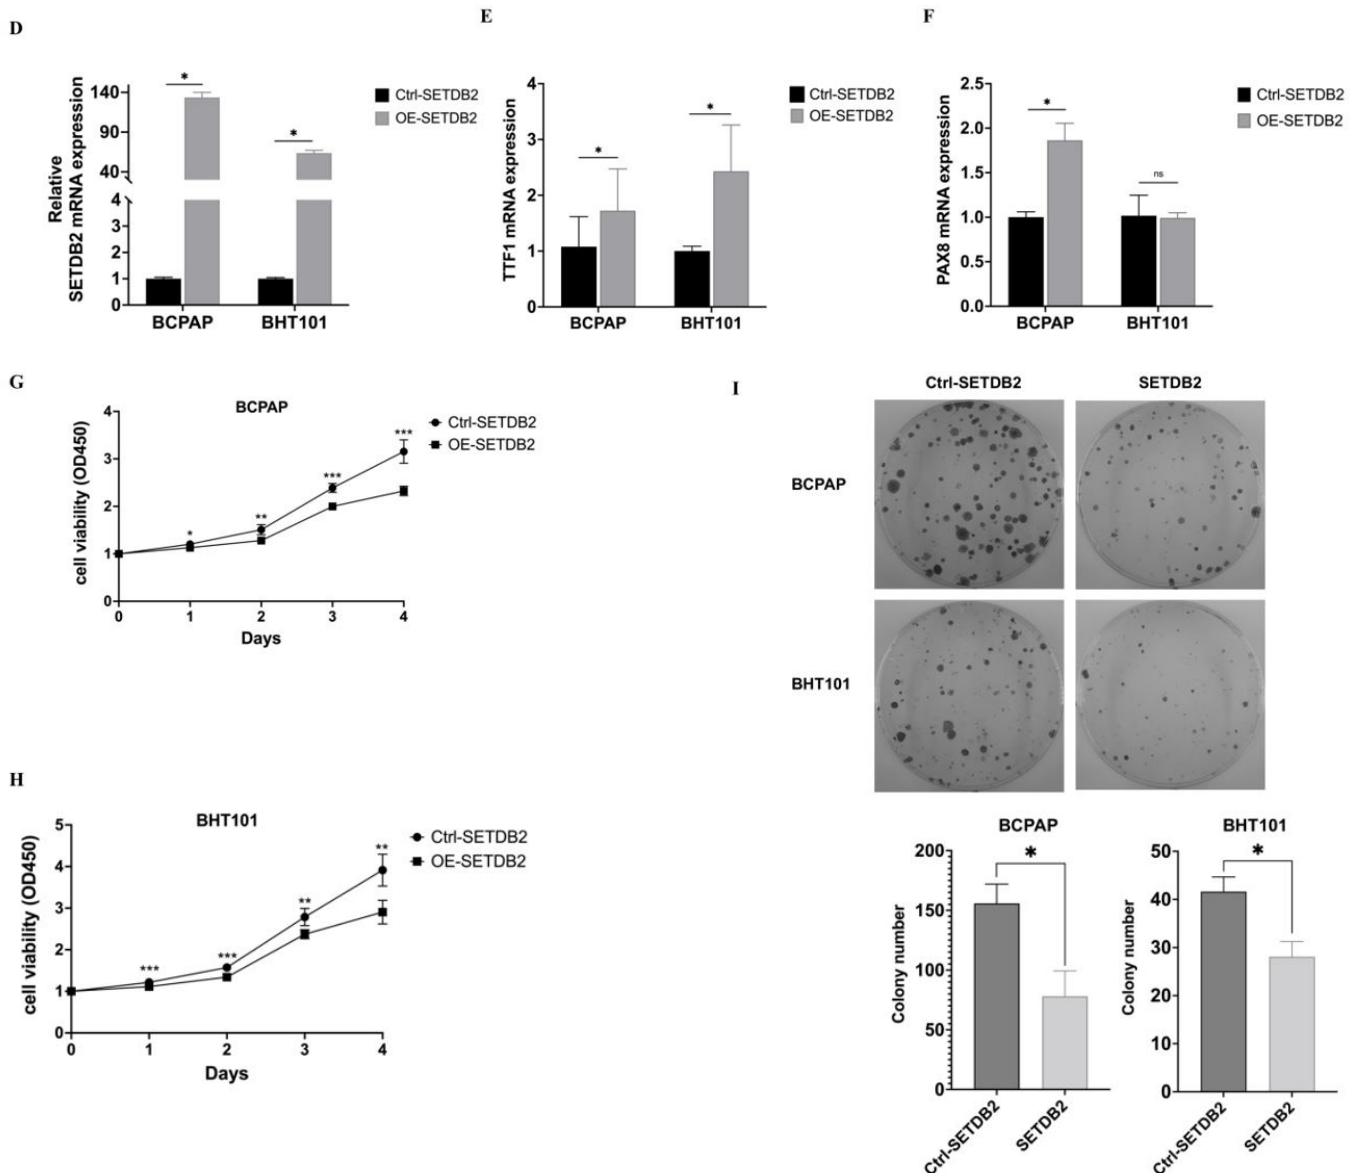 D
Relative
SETDB2 mRNA expression
140
90
40
4
3
2
1
0
*
*
BCPAP
BHT101
Ctrl-SETDB2
OE-SETDB2
E
TTF1 mRNA expression
4
3
2
1
0
*
*
BCPAP
BHT101
Ctrl-SETDB2
OE-SETDB2
F
PAX8 mRNA expression
2.5
2.0
1.5
1.0
0.5
0.0
*
ns
BCPAP
BHT101
Ctrl-SETDB2
OE-SETDB2
G
BCPAP
cell viability (OD450)
4
3
2
1
0
*
**
***
***
0 1 2 3 4
Days
Ctrl-SETDB2
OE-SETDB2
H
BHT101
cell viability (OD450)
5
4
3
2
1
0
***
***
**
**
0 1 2 3 4
Days
Ctrl-SETDB2
OE-SETDB2
I
Ctrl-SETDB2 SETDB2
BCPAP
BHT101
BCPAP
Colony number
200
150
100
50
0
*
Ctrl-SETDB2
SETDB2
BHT101
Colony number
50
40
30
20
10
0
*
Ctrl-SETDB2
SETDB2